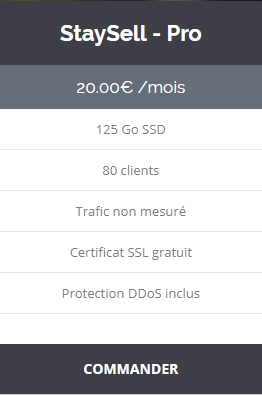 StaySell - Pro
20.00€ /mois
125 Go SSD
80 clients
Trafic non mesuré
Certificat SSL gratuit
Protection DDoS inclus
COMMANDER